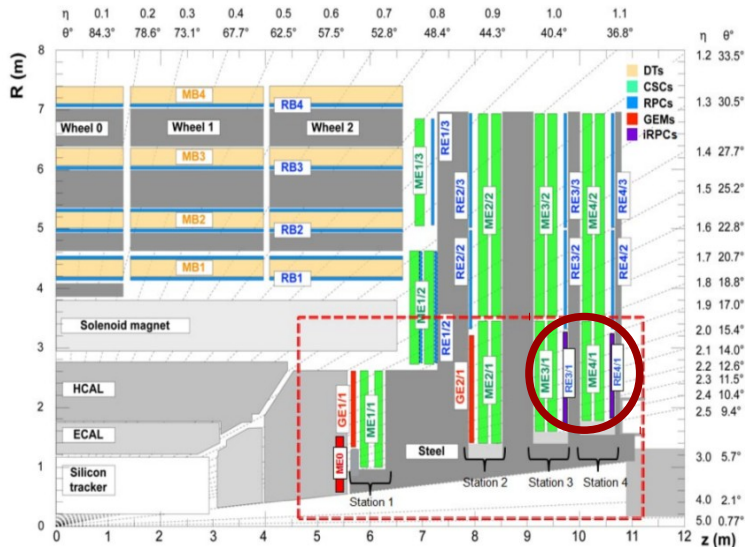 η 0.1 0.2 0.3 0.4 0.5 0.6 0.7 0.8 0.9 1.0 1.1
θ° 84.3° 78.6° 73.1° 67.7° 62.5° 57.5° 52.8° 48.4° 44.3° 40.4° 36.8° η θ°
R (m)
8
7
6
5
4
3
2
1
0
1.2 33.5°
1.3 30.5°
1.4 27.7°
1.5 25.2°
1.6 22.8°
1.7 20.7°
1.8 18.8°
1.9 17.0°
2.0 15.4°
2.1 14.0°
2.2 12.6°
2.3 11.5°
2.4 10.4°
2.5 9.4°
3.0 5.7°
4.0 2.1°
5.0 0.77°
DTs
CSCs
RPCs
GEMs
iRPCs
MB4
RB4
Wheel 0
Wheel 1
Wheel 2
MB3
RB3
MB2
RB2
MB1
RB1
Solenoid magnet
HCAL
ECAL
Silicon
tracker
Steel
ME1/3
RE1/3
ME1/2
RE1/2
RE2/3
RE2/2
ME2/2
ME3/2
RE3/3
RE3/2
ME4/2
RE4/3
RE4/2
GE1/1
ME1/1
ME0
GE2/1
ME2/1
ME3/1
RE3/1
ME4/1
RE4/1
Station 1
Station 2
Station 3
Station 4
0 1 2 3 4 5 6 7 8 9 10 11 12
z (m)